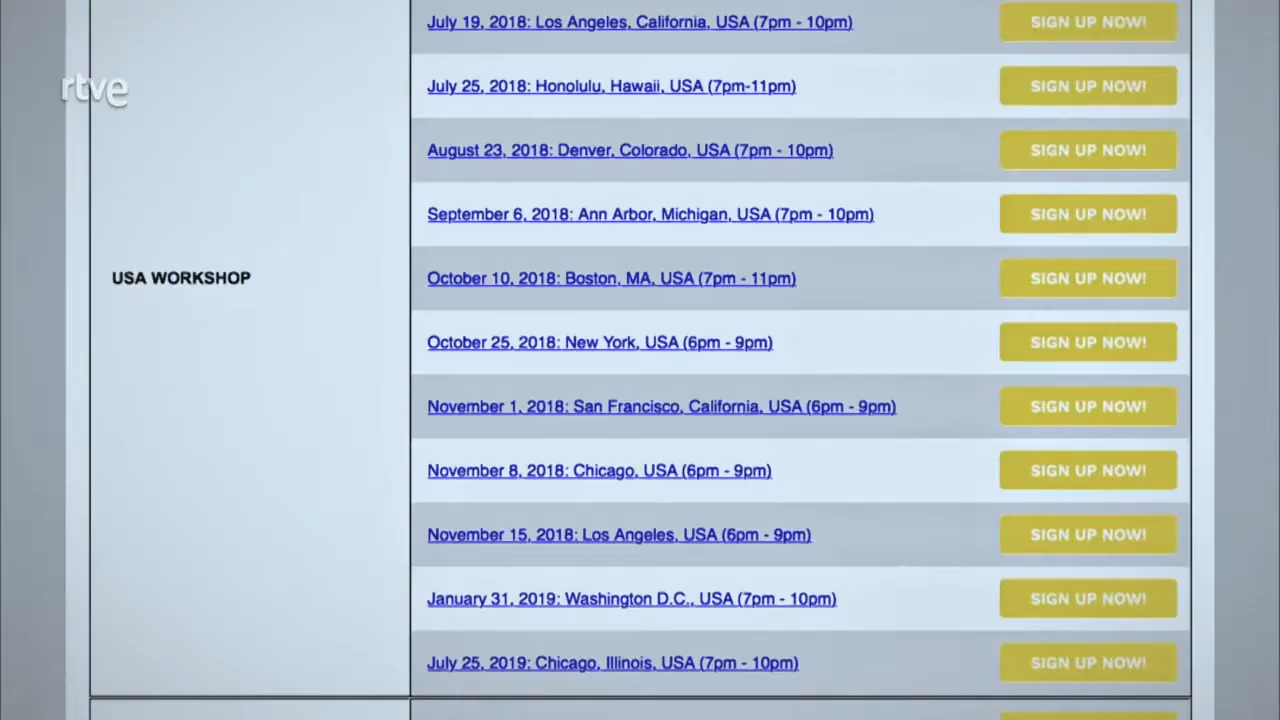 July 19, 2018: Los Angeles, California, USA (7pm - 10pm) SIGN UP NOW!
rtve
July 25, 2018: Honolulu, Hawaii, USA (7pm-11pm) SIGN UP NOW!
August 23, 2018: Denver, Colorado, USA (7pm - 10pm) SIGN UP NOW!
September 6, 2018: Ann Arbor, Michigan, USA (7pm - 10pm) SIGN UP NOW!
USA WORKSHOP
October 10, 2018: Boston, MA, USA (7pm - 11pm) SIGN UP NOW!
October 25, 2018: New York, USA (6pm - 9pm) SIGN UP NOW!
November 1, 2018: San Francisco, California, USA (6pm - 9pm) SIGN UP NOW!
November 8, 2018: Chicago, USA (6pm - 9pm) SIGN UP NOW!
November 15, 2018: Los Angeles, USA (6pm - 9pm) SIGN UP NOW!
January 31, 2019: Washington D.C., USA (7pm - 10pm) SIGN UP NOW!
July 25, 2019: Chicago, Illinois, USA (7pm - 10pm) SIGN UP NOW!